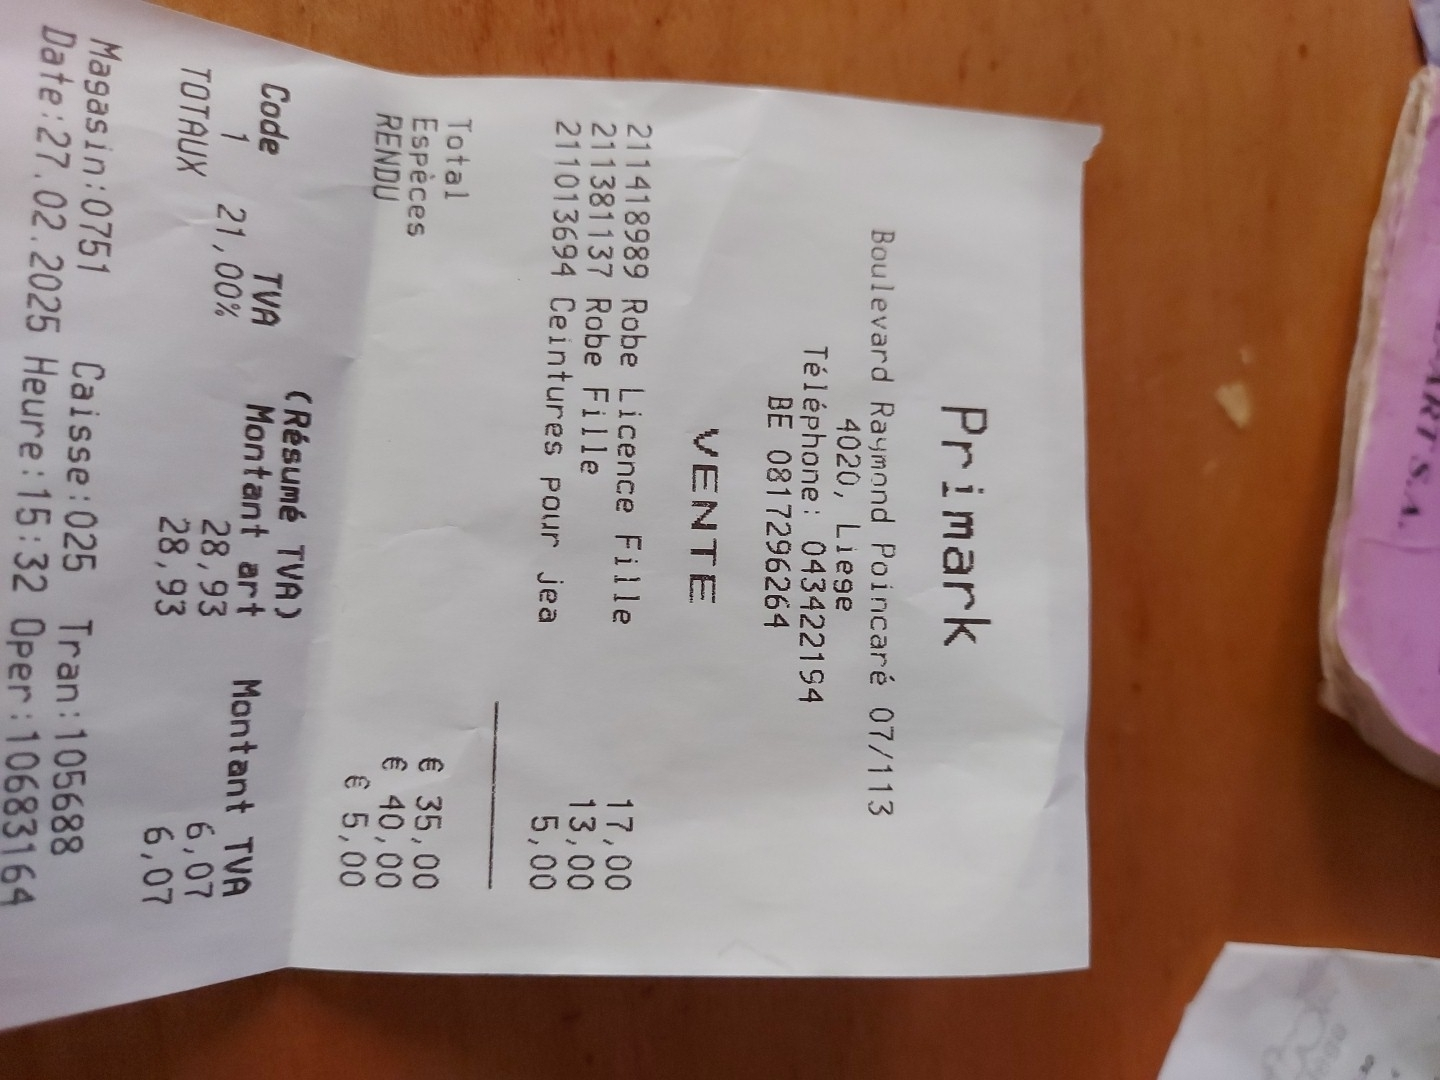 Primark
Boulevard Raymond Poincaré 07/113
4020, Liege
Téléphone: 043422194
BE 0817296264
VENTE
211418989 Robe Licence Fille 17,00
211381137 Robe Fille 13,00
211013694 Ceintures pour jea 5,00
Total € 35,00
Espèces € 40,00
RENDU € 5,00
(Résumé TVA)
Code TVA Montant art Montant TVA
1 21,00% 28,93 6,07
TOTAUX 28,93 6,07
Magasin:0751 Caisse:025 Tran:105688
Date:27.02.2025 Heure:15:32 Oper:10683164
ART S.A.